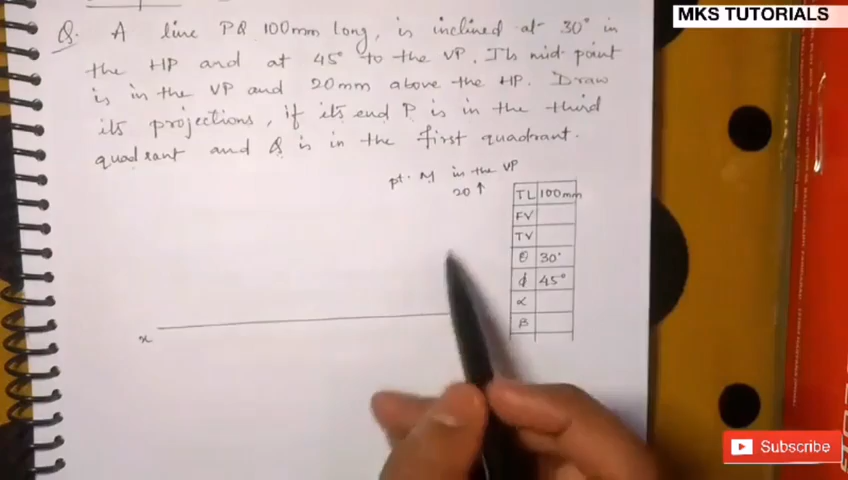 MKS TUTORIALS
Q. A line PQ 100mm long, is inclined at 30° in
the HP and at 45° to the VP. Its mid-point
is in the VP and 20mm above the HP. Draw
its projections, if its end P is in the third
quadrant and Q is in the first quadrant.
pt. M in the VP
20 ↑
TL 100mm
FV
TV
θ 30°
φ 45°
α
β
x
Subscribe